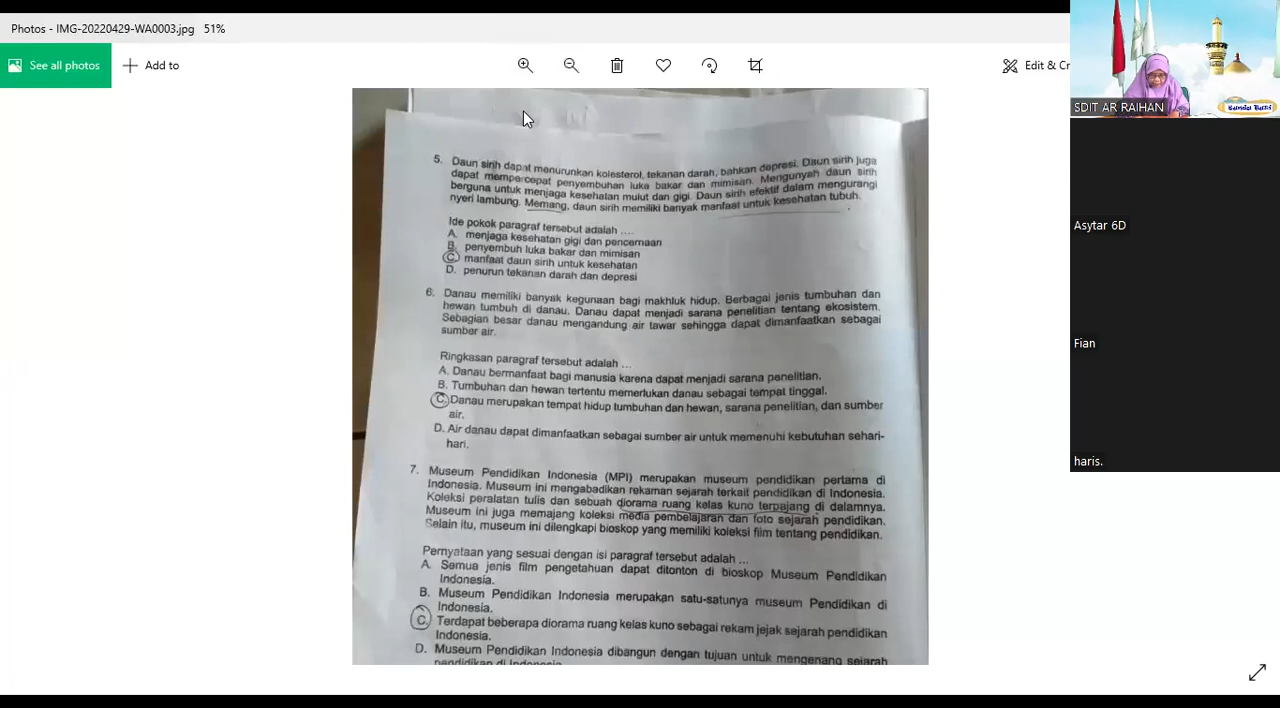 Photos - IMG-20220429-WA0003.jpg 51%
See all photos
Add to
Edit & Cr
SDIT AR RAIHAN
Asytar 6D
Fian
haris.
5. Daun sirih dapat menurunkan kolesterol, tekanan darah, bahkan depresi. Daun sirih juga
dapat mempercepat penyembuhan luka bakar dan mimisan. Mengunyah daun sirih
berguna untuk menjaga kesehatan mulut dan gigi. Daun sirih efektif dalam mengurangi
nyeri lambung. Memang, daun sirih memiliki banyak manfaat untuk kesehatan tubuh.
Ide pokok paragraf tersebut adalah ....
A. menjaga kesehatan gigi dan pencernaan
B. penyembuh luka bakar dan mimisan
C. manfaat daun sirih untuk kesehatan
D. penurun tekanan darah dan depresi
6. Danau memiliki banyak kegunaan bagi makhluk hidup. Berbagai jenis tumbuhan dan
hewan tumbuh di danau. Danau dapat menjadi sarana penelitian tentang ekosistem.
Sebagian besar danau mengandung air tawar sehingga dapat dimanfaatkan sebagai
sumber air.
Ringkasan paragraf tersebut adalah ...
A. Danau bermanfaat bagi manusia karena dapat menjadi sarana penelitian.
B. Tumbuhan dan hewan tertentu memerlukan danau sebagai tempat tinggal.
C. Danau merupakan tempat hidup tumbuhan dan hewan, sarana penelitian, dan sumber
air.
D. Air danau dapat dimanfaatkan sebagai sumber air untuk memenuhi kebutuhan sehari-
hari.
7. Museum Pendidikan Indonesia (MPI) merupakan museum pendidikan pertama di
Indonesia. Museum ini mengabadikan rekaman sejarah terkait pendidikan di Indonesia.
Koleksi peralatan tulis dan sebuah diorama ruang kelas kuno terpajang di dalamnya.
Museum ini juga memajang koleksi media pembelajaran dan foto sejarah pendidikan.
Selain itu, museum ini dilengkapi bioskop yang memiliki koleksi film tentang pendidikan.
Pernyataan yang sesuai dengan isi paragraf tersebut adalah ...
A. Semua jenis film pengetahuan dapat ditonton di bioskop Museum Pendidikan
Indonesia.
B. Museum Pendidikan Indonesia merupakan satu-satunya museum Pendidikan di
Indonesia.
C. Terdapat beberapa diorama ruang kelas kuno sebagai rekam jejak sejarah pendidikan
Indonesia.
D. Museum Pendidikan Indonesia dibangun dengan tujuan untuk mengenang sejarah
pendidikan di Indonesia